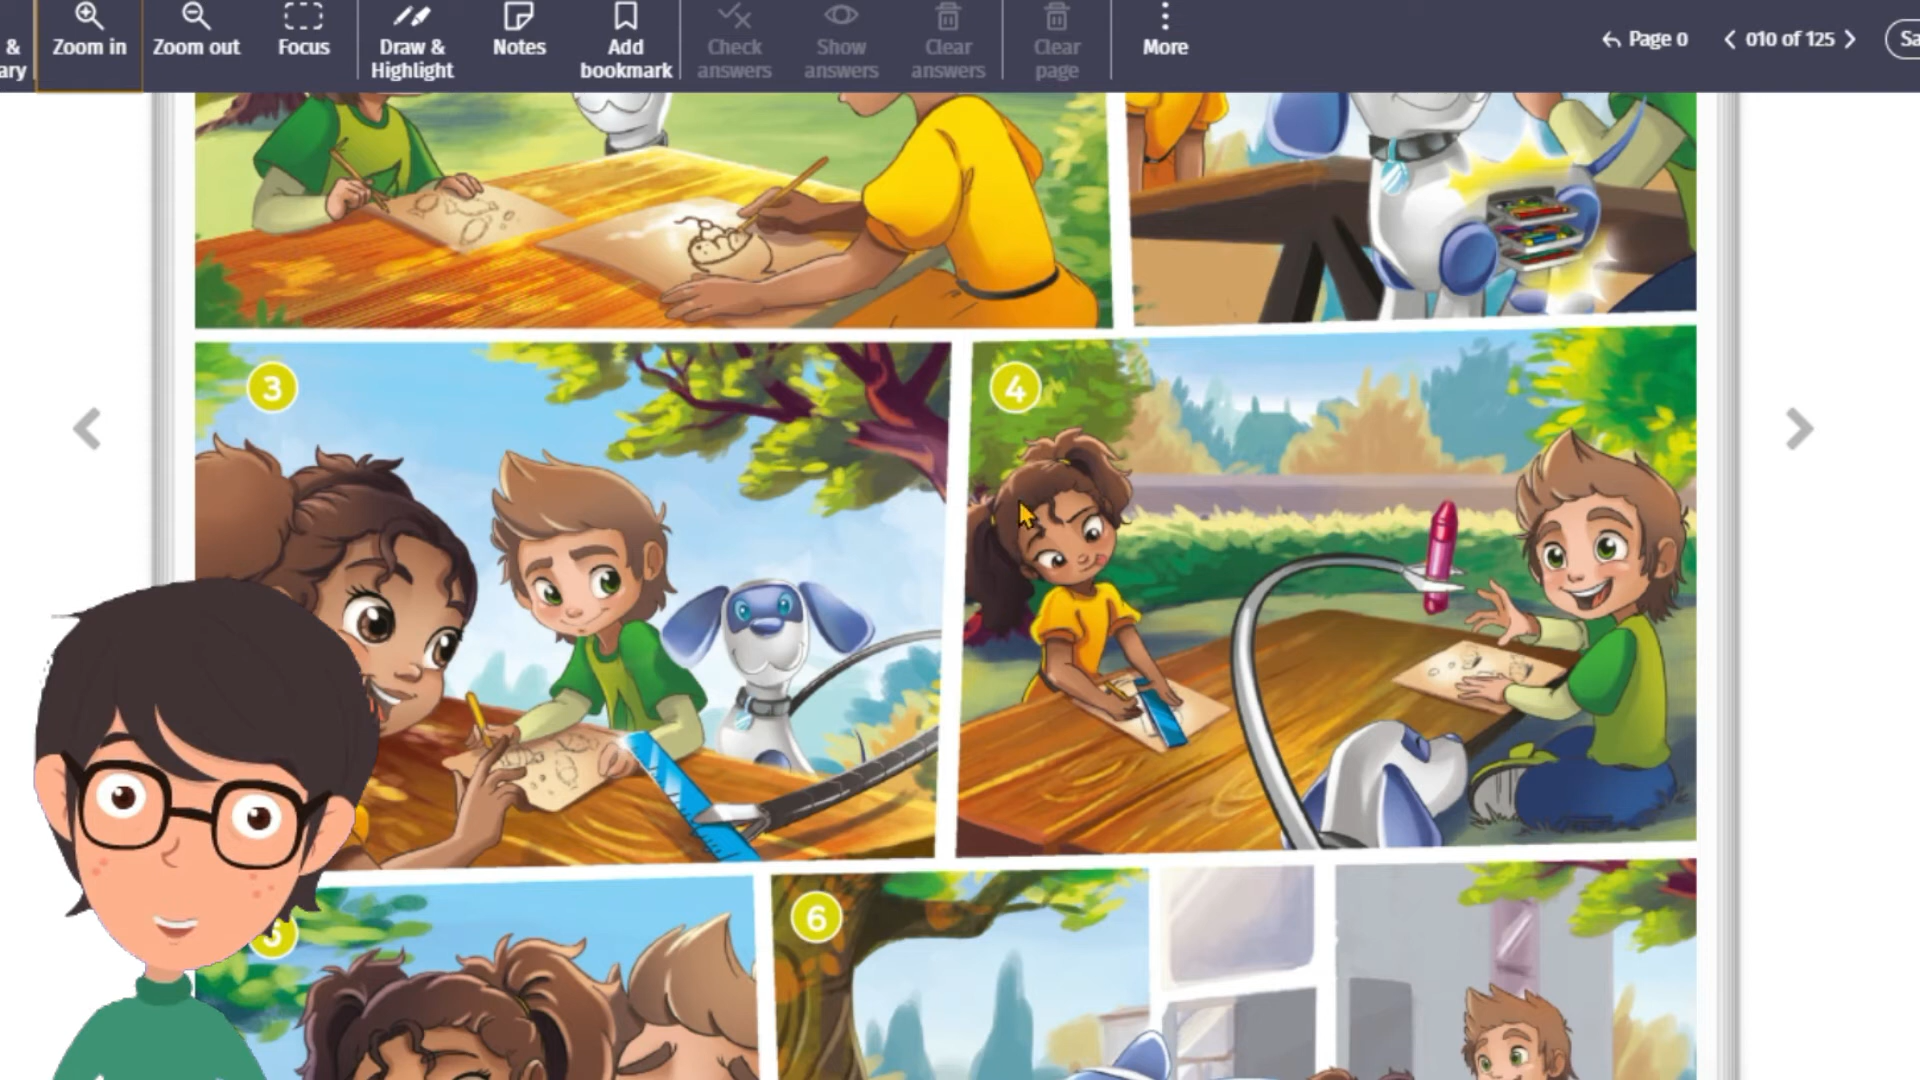 &
ary
Zoom in
Zoom out
Focus
Draw &
Highlight
Notes
Add
bookmark
Check
answers
Show
answers
Clear
answers
Clear
page
More
Page 0
010 of 125
Sa
3
4
5
6